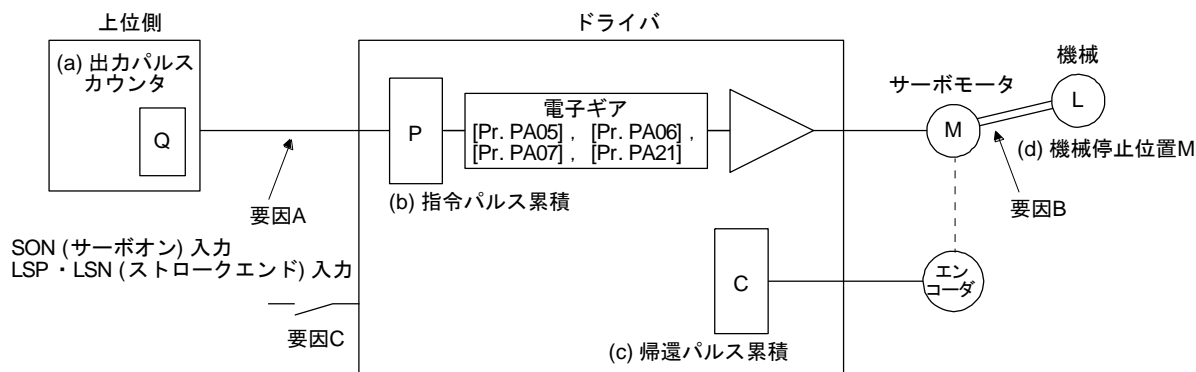 上位側
(a) 出力パルス
カウンタ
Q
要因A
SON (サーボオン) 入力
LSP・LSN (ストロークエンド) 入力
要因C
ドライバ
P
(b) 指令パルス累積
電子ギア
[Pr. PA05] , [Pr. PA06] ,
[Pr. PA07] , [Pr. PA21]
C
(c) 帰還パルス累積
サーボモータ
M
機械
L
(d) 機械停止位置M
要因B
エン
コーダ